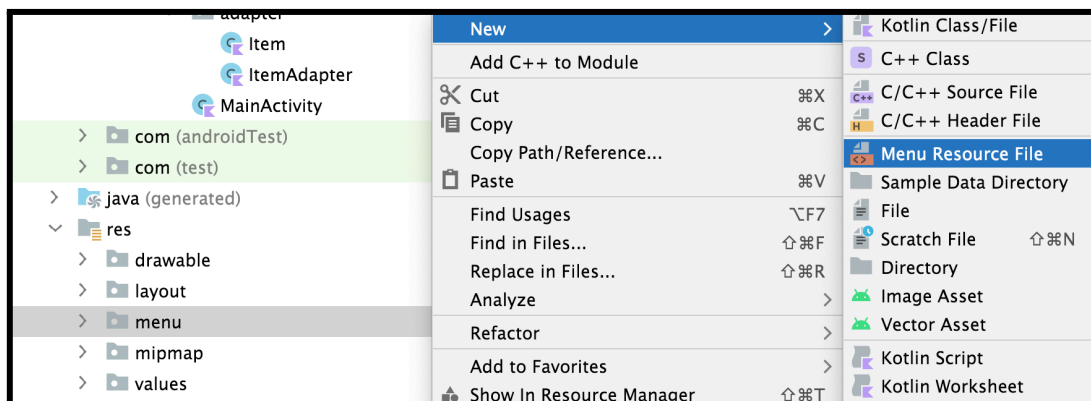 adapter
Item
ItemAdapter
MainActivity
com (androidTest)
com (test)
java (generated)
res
drawable
layout
menu
mipmap
values
New
Add C++ to Module
Cut ⌘X
Copy ⌘C
Copy Path/Reference...
Paste ⌘V
Find Usages ⌥F7
Find in Files... ⇧⌘F
Replace in Files... ⇧⌘R
Analyze
Refactor
Add to Favorites
Show In Resource Manager ⇧⌘T
Kotlin Class/File
S C++ Class
C++ C/C++ Source File
H C/C++ Header File
<> Menu Resource File
Sample Data Directory
File
Scratch File ⇧⌘N
Directory
Image Asset
Vector Asset
Kotlin Script
Kotlin Worksheet